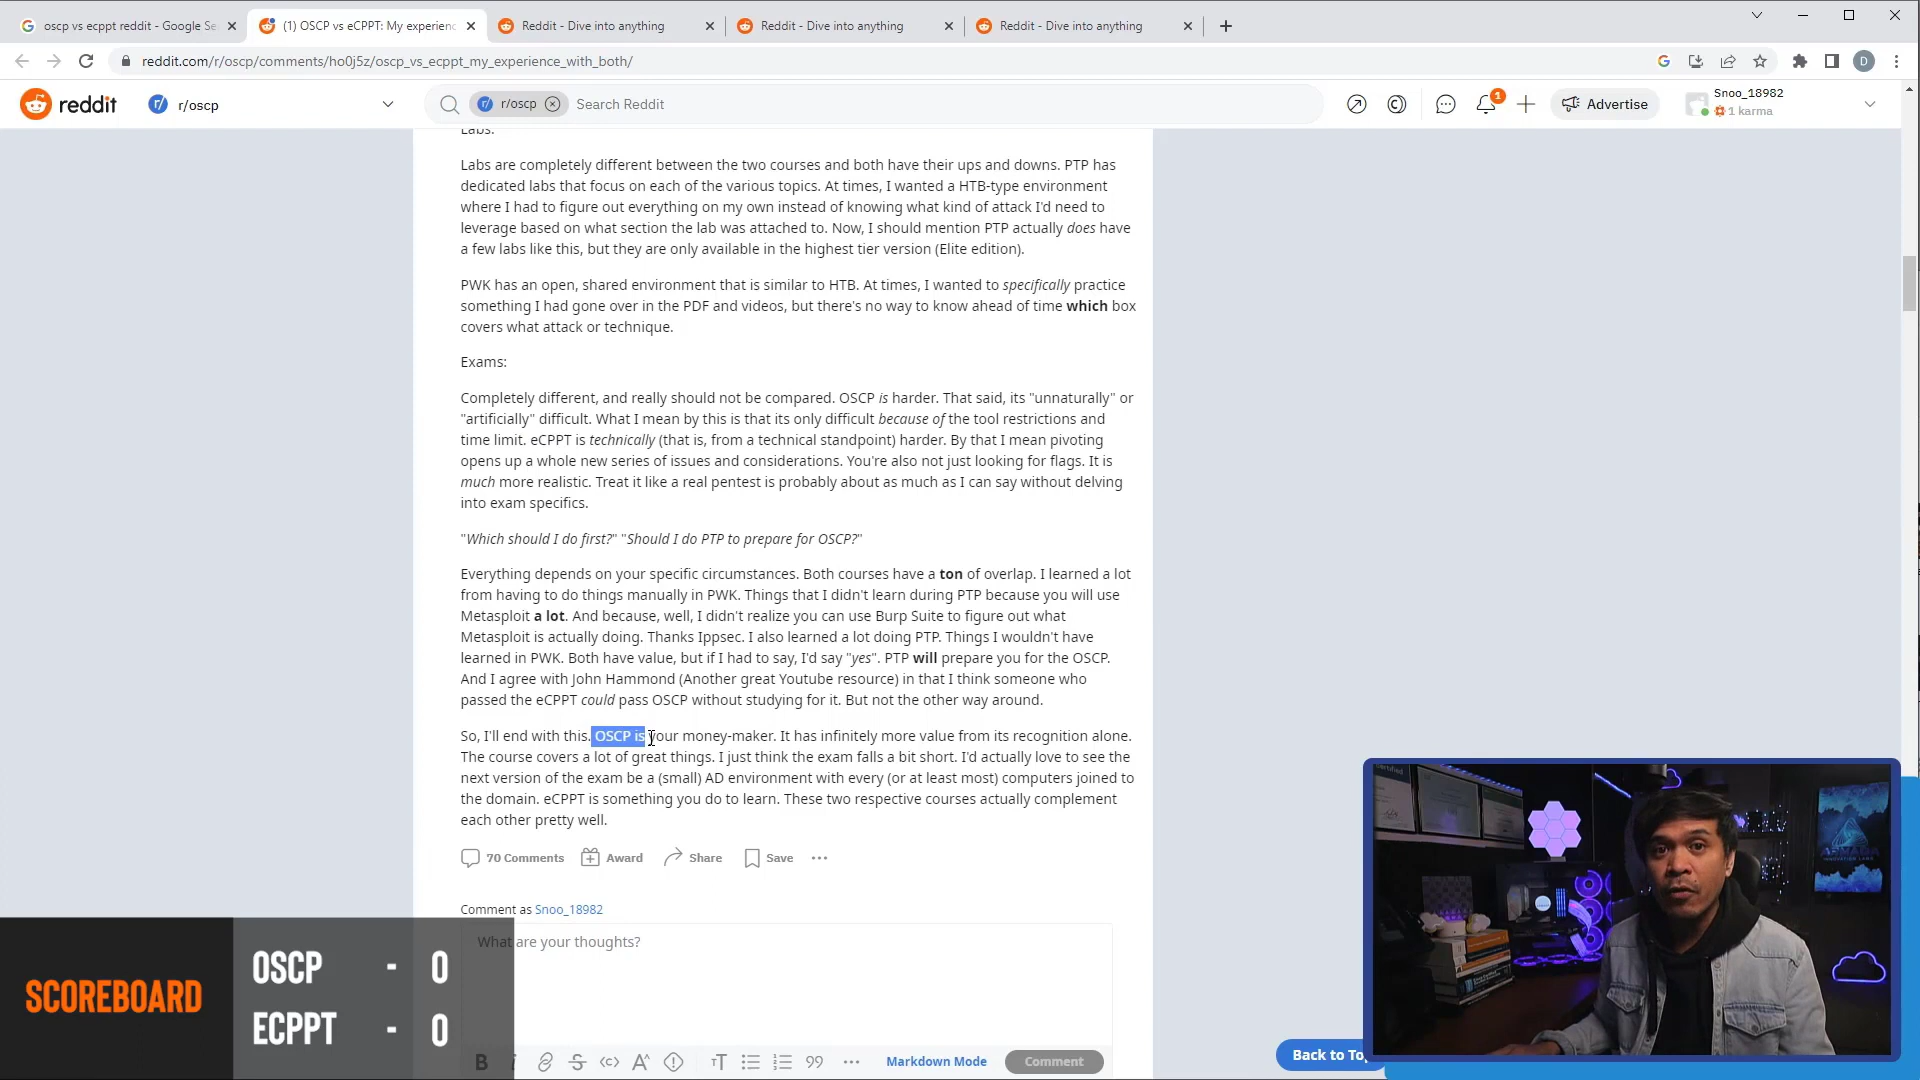 oscp vs ecppt reddit - Google Se
(1) OSCP vs eCPPT: My experienc
Reddit - Dive into anything
Reddit - Dive into anything
Reddit - Dive into anything
reddit.com/r/oscp/comments/ho0j5z/oscp_vs_ecppt_my_experience_with_both/
D
reddit
r/oscp
r/oscp
Search Reddit
1
Advertise
Snoo_18982
1 karma
Labs:
Labs are completely different between the two courses and both have their ups and downs. PTP has
dedicated labs that focus on each of the various topics. At times, I wanted a HTB-type environment
where I had to figure out everything on my own instead of knowing what kind of attack I'd need to
leverage based on what section the lab was attached to. Now, I should mention PTP actually does have
a few labs like this, but they are only available in the highest tier version (Elite edition).
PWK has an open, shared environment that is similar to HTB. At times, I wanted to specifically practice
something I had gone over in the PDF and videos, but there's no way to know ahead of time which box
covers what attack or technique.
Exams:
Completely different, and really should not be compared. OSCP is harder. That said, its "unnaturally" or
"artificially" difficult. What I mean by this is that its only difficult because of the tool restrictions and
time limit. eCPPT is technically (that is, from a technical standpoint) harder. By that I mean pivoting
opens up a whole new series of issues and considerations. You're also not just looking for flags. It is
much more realistic. Treat it like a real pentest is probably about as much as I can say without delving
into exam specifics.
"Which should I do first?" "Should I do PTP to prepare for OSCP?"
Everything depends on your specific circumstances. Both courses have a ton of overlap. I learned a lot
from having to do things manually in PWK. Things that I didn't learn during PTP because you will use
Metasploit a lot. And because, well, I didn't realize you can use Burp Suite to figure out what
Metasploit is actually doing. Thanks Ippsec. I also learned a lot doing PTP. Things I wouldn't have
learned in PWK. Both have value, but if I had to say, I'd say "yes". PTP will prepare you for the OSCP.
And I agree with John Hammond (Another great Youtube resource) in that I think someone who
passed the eCPPT could pass OSCP without studying for it. But not the other way around.
So, I'll end with this. OSCP is your money-maker. It has infinitely more value from its recognition alone.
The course covers a lot of great things. I just think the exam falls a bit short. I'd actually love to see the
next version of the exam be a (small) AD environment with every (or at least most) computers joined to
the domain. eCPPT is something you do to learn. These two respective courses actually complement
each other pretty well.
70 Comments
Award
Share
Save
Comment as Snoo_18982
What are your thoughts?
Markdown Mode
Comment
Back to To
SCOREBOARD
OSCP - 0
ECPPT - 0